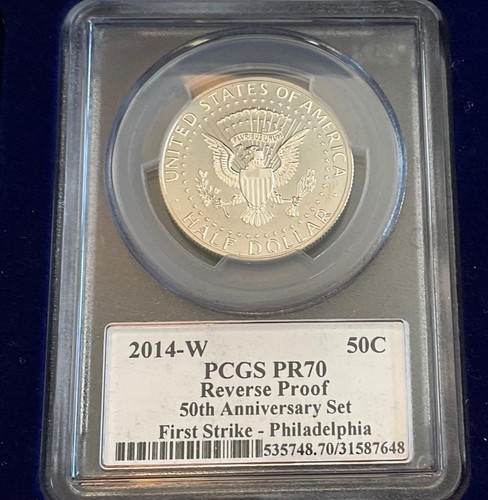 UNITED STATES OF AMERICA
HALF DOLLAR
2014-W 50C
PCGS PR70
Reverse Proof
50th Anniversary Set
First Strike - Philadelphia
535748.70/31587648